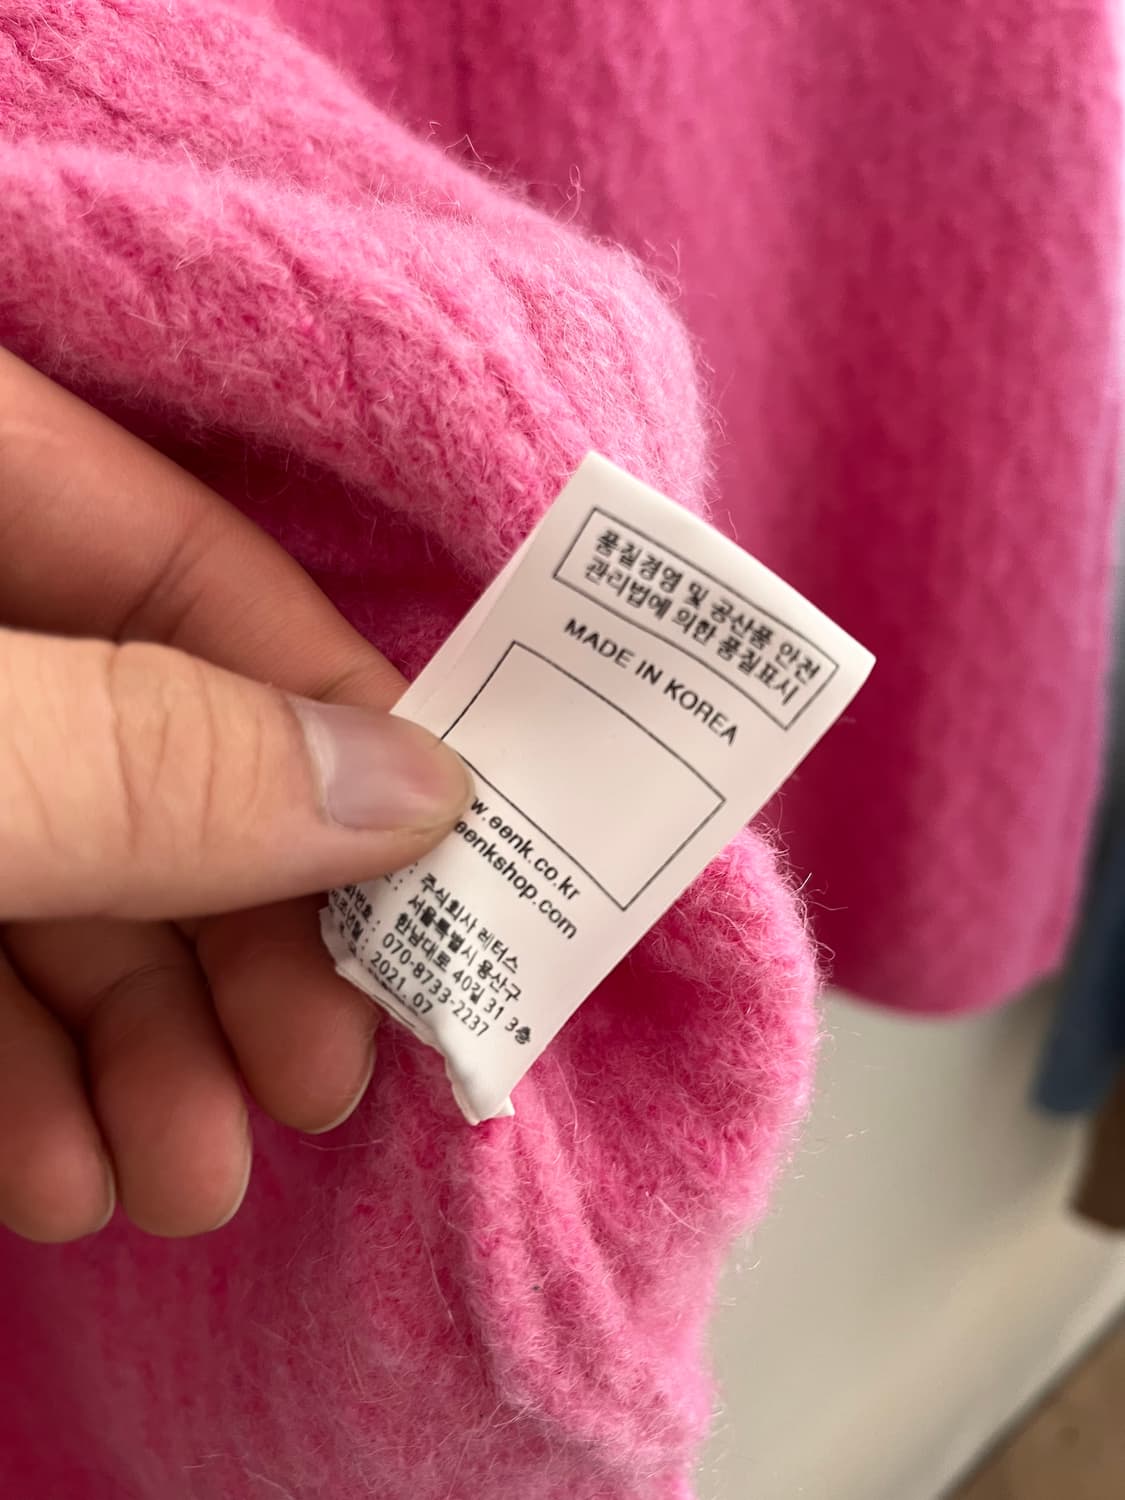 품질경영 및 공산품 안전
관리법에 의한 품질표시
MADE IN KOREA
w.eenk.co.kr
eenkshop.com
: 주식회사 레터스
: 서울특별시 용산구
한남대로 40길 31 3층
: 070-8733-2237
: 2021. 07